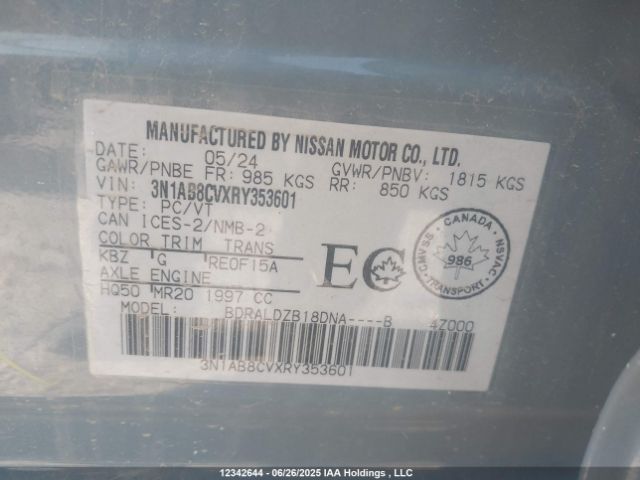 MANUFACTURED BY NISSAN MOTOR CO., LTD.
DATE: 05/24 GVWR/PNBV: 1815 KGS
GAWR/PNBE FR: 985 KGS RR: 850 KGS
VIN: 3N1AB8CVXRY353601
TYPE: PC/VT
CAN ICES-2/NMB-2
COLOR TRIM TRANS
KBZ G RE0F15A
AXLE ENGINE
HQ50 MR20 1997 CC
MODEL: BDRALDZB18DNA----B 4Z000
3N1AB8CVXRY353601
EC
CANADA
CMVSS NSVAC
986
TRANSPORT
12342644 --- 06/26/2025 IAA Holdings , LLC